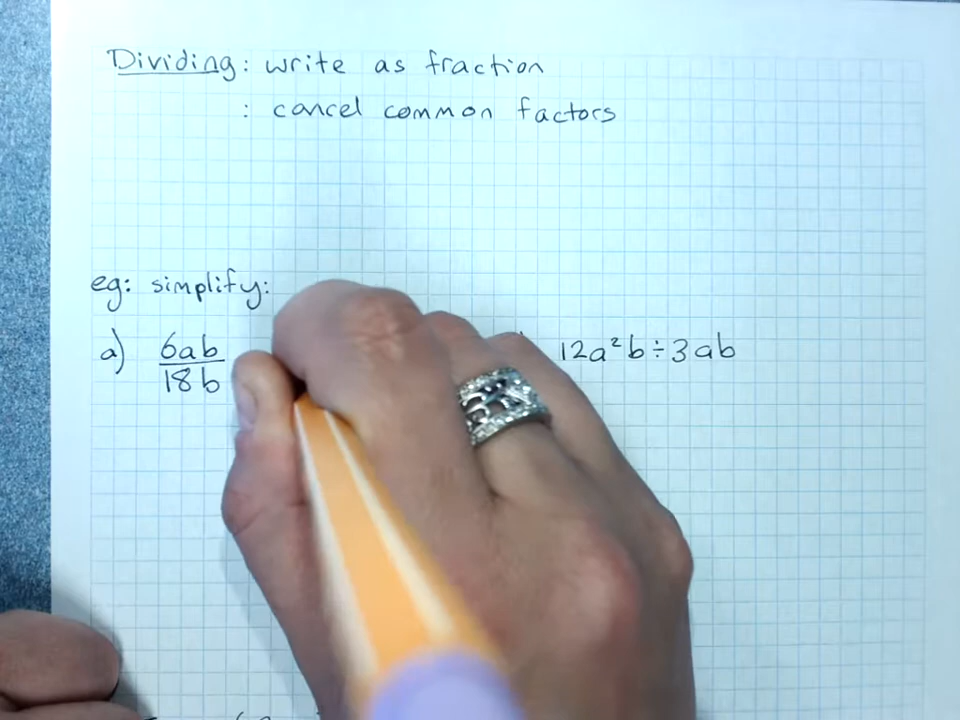 Dividing: write as fraction
: cancel common factors
eg: simplify:
a) 6ab/18b 12a²b÷3ab